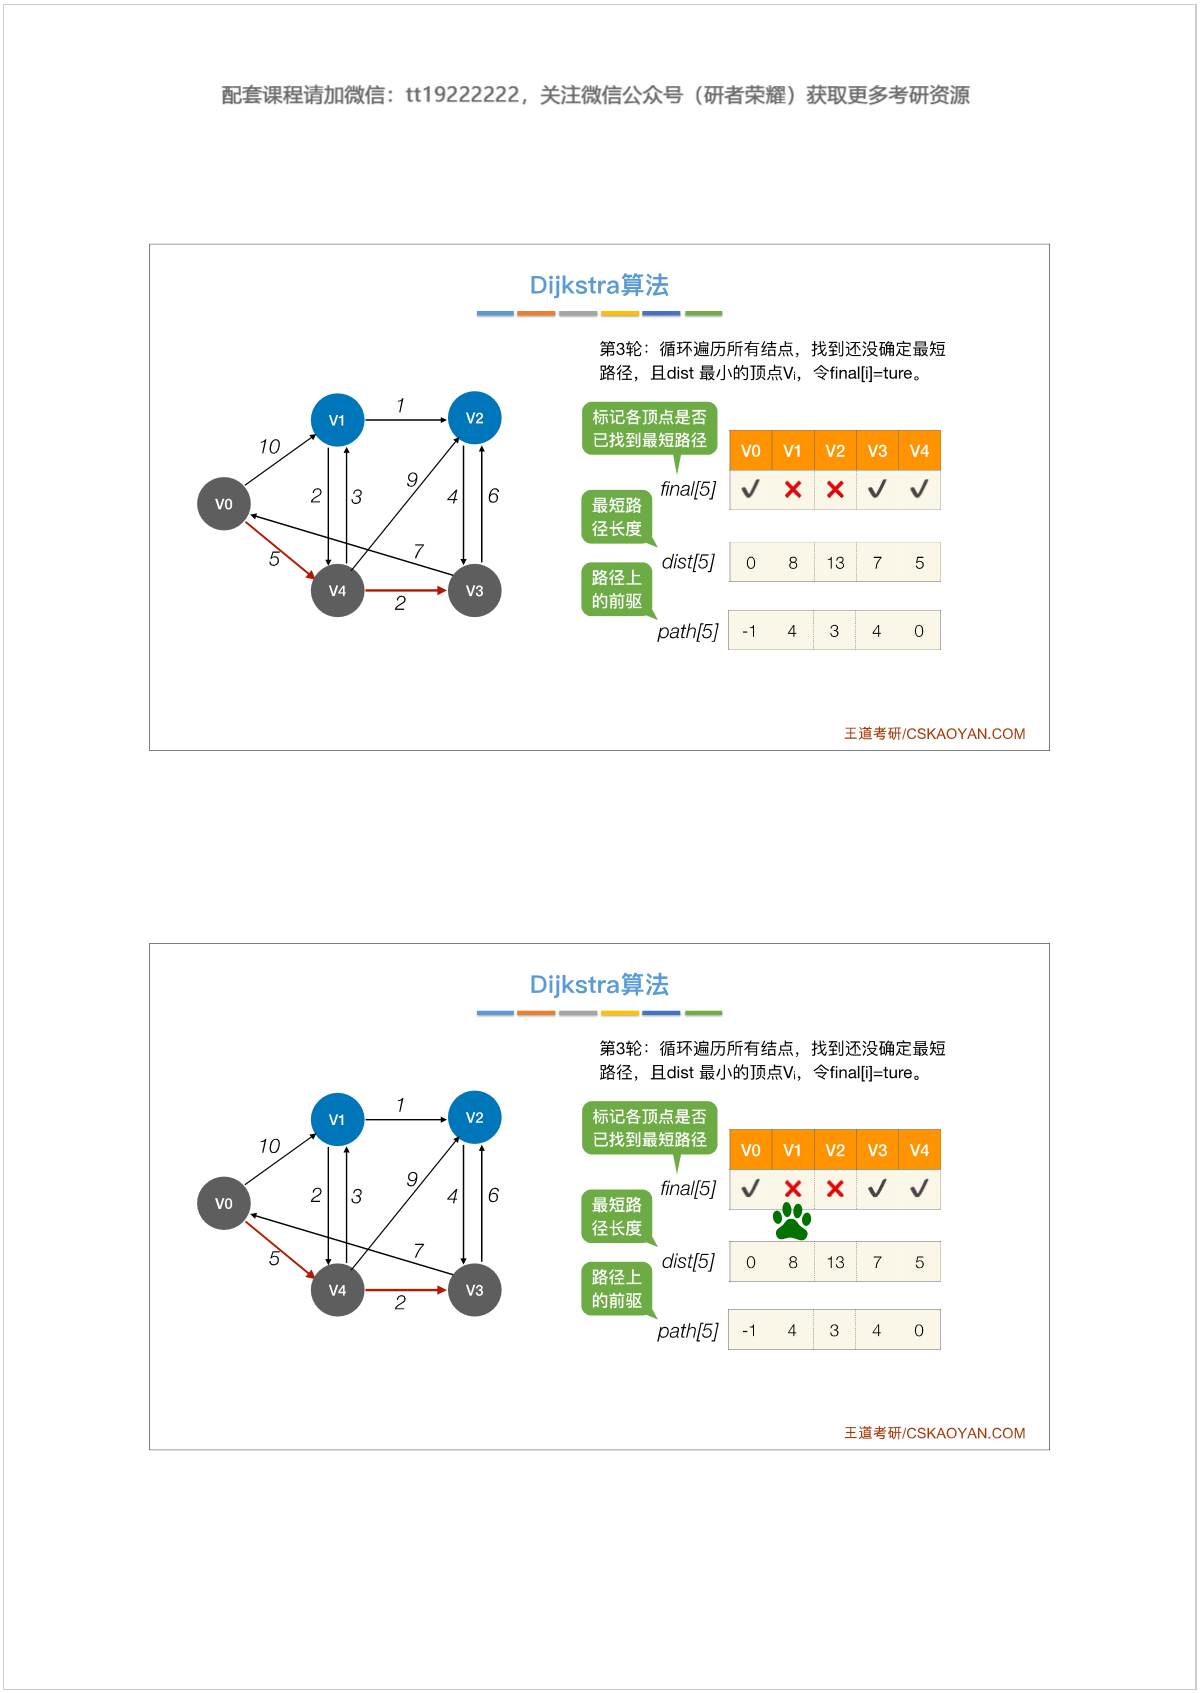 配套课程请加微信：tt19222222，关注微信公众号（研者荣耀）获取更多考研资源
Dijkstra算法
第3轮：循环遍历所有结点，找到还没确定最短
路径，且dist 最小的顶点Vi，令final[i]=ture。
标记各顶点是否
已找到最短路径
V0 V1 V2 V3 V4
final[5] ✔ ✖ ✖ ✔ ✔
最短路
径长度
dist[5] 0 8 13 7 5
路径上
的前驱
path[5] -1 4 3 4 0
V1 1 V2
10
9
2 3 4 6
V0
7
5
V4 2 V3
王道考研/CSKAOYAN.COM
Dijkstra算法
第3轮：循环遍历所有结点，找到还没确定最短
路径，且dist 最小的顶点Vi，令final[i]=ture。
标记各顶点是否
已找到最短路径
V0 V1 V2 V3 V4
final[5] ✔ ✖ ✖ ✔ ✔
最短路
径长度
dist[5] 0 8 13 7 5
路径上
的前驱
path[5] -1 4 3 4 0
V1 1 V2
10
9
2 3 4 6
V0
7
5
V4 2 V3
王道考研/CSKAOYAN.COM